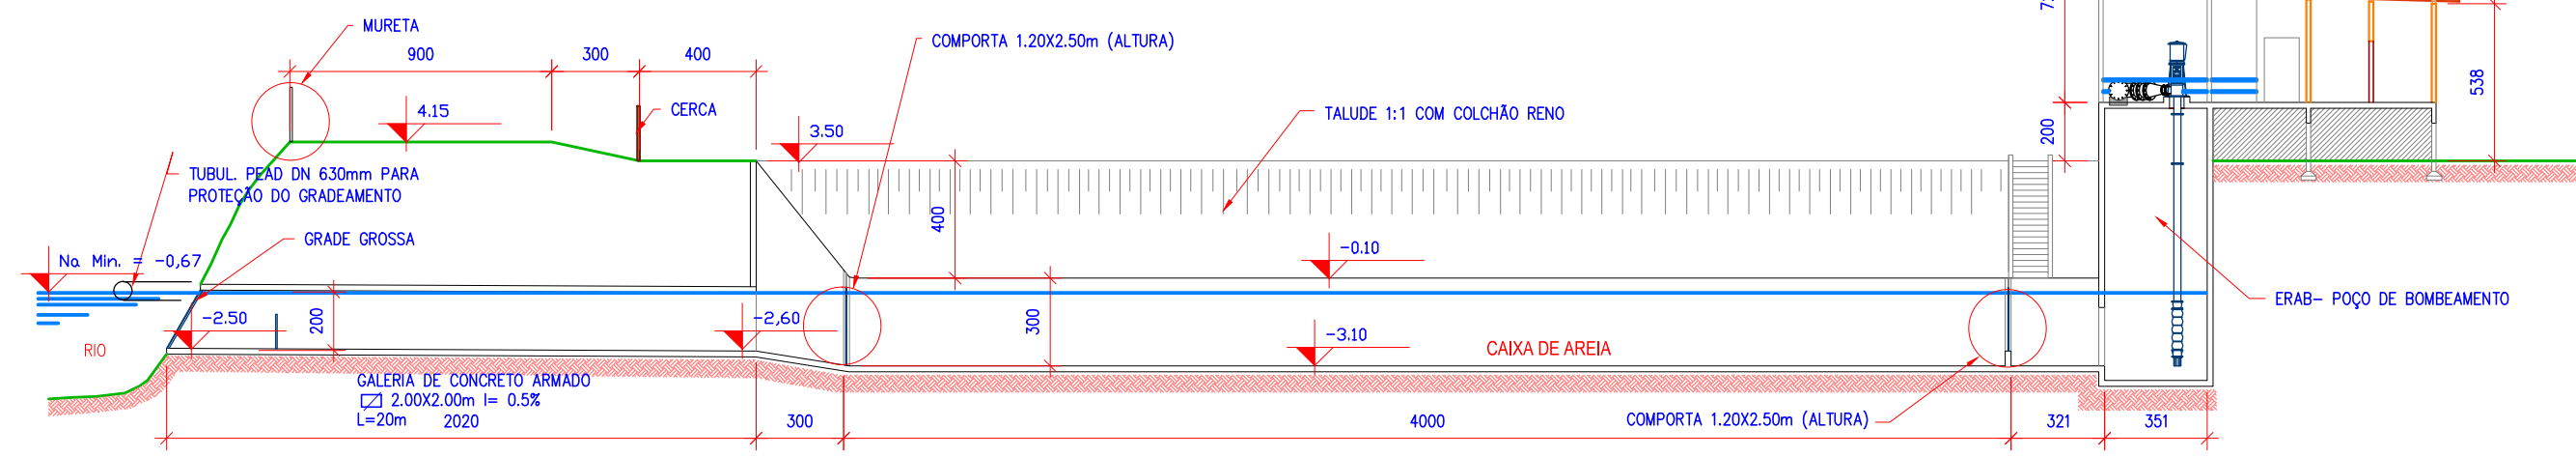 MURETA
900
300
400
COMPORTA 1.20X2.50m (ALTURA)
4.15
CERCA
3.50
TALUDE 1:1 COM COLCHÃO RENO
200
538
TUBUL. PEAD DN 630mm PARA
PROTEÇÃO DO GRADEAMENTO
GRADE GROSSA
400
-0.10
Na Min. = -0,67
-2.50
200
-2,60
300
-3.10
CAIXA DE AREIA
ERAB- POÇO DE BOMBEAMENTO
RIO
GALERIA DE CONCRETO ARMADO
2.00X2.00m I= 0.5%
L=20m
2020
300
4000
COMPORTA 1.20X2.50m (ALTURA)
321
351